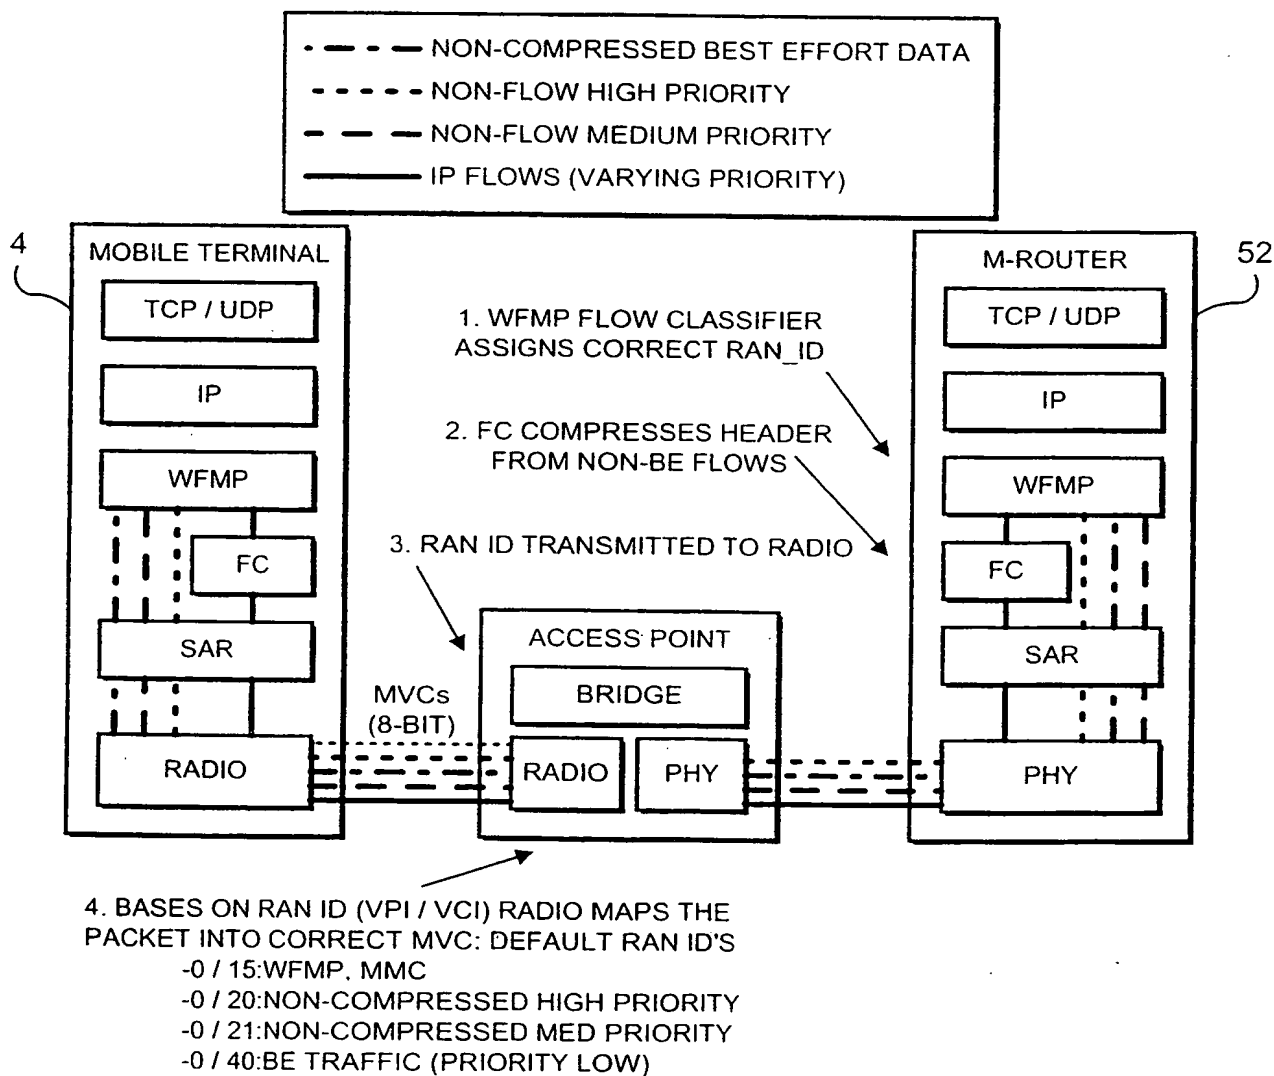 NON-COMPRESSED BEST EFFORT DATA
NON-FLOW HIGH PRIORITY
NON-FLOW MEDIUM PRIORITY
IP FLOWS (VARYING PRIORITY)
4
MOBILE TERMINAL
TCP / UDP
IP
WFMP
FC
SAR
RADIO
1. WFMP FLOW CLASSIFIER
ASSIGNS CORRECT RAN_ID
2. FC COMPRESSES HEADER
FROM NON-BE FLOWS
3. RAN ID TRANSMITTED TO RADIO
MVCs
(8-BIT)
ACCESS POINT
BRIDGE
RADIO
PHY
52
M-ROUTER
TCP / UDP
IP
WFMP
FC
SAR
PHY
4. BASES ON RAN ID (VPI / VCI) RADIO MAPS THE
PACKET INTO CORRECT MVC: DEFAULT RAN ID'S
-0 / 15:WFMP, MMC
-0 / 20:NON-COMPRESSED HIGH PRIORITY
-0 / 21:NON-COMPRESSED MED PRIORITY
-0 / 40:BE TRAFFIC (PRIORITY LOW)